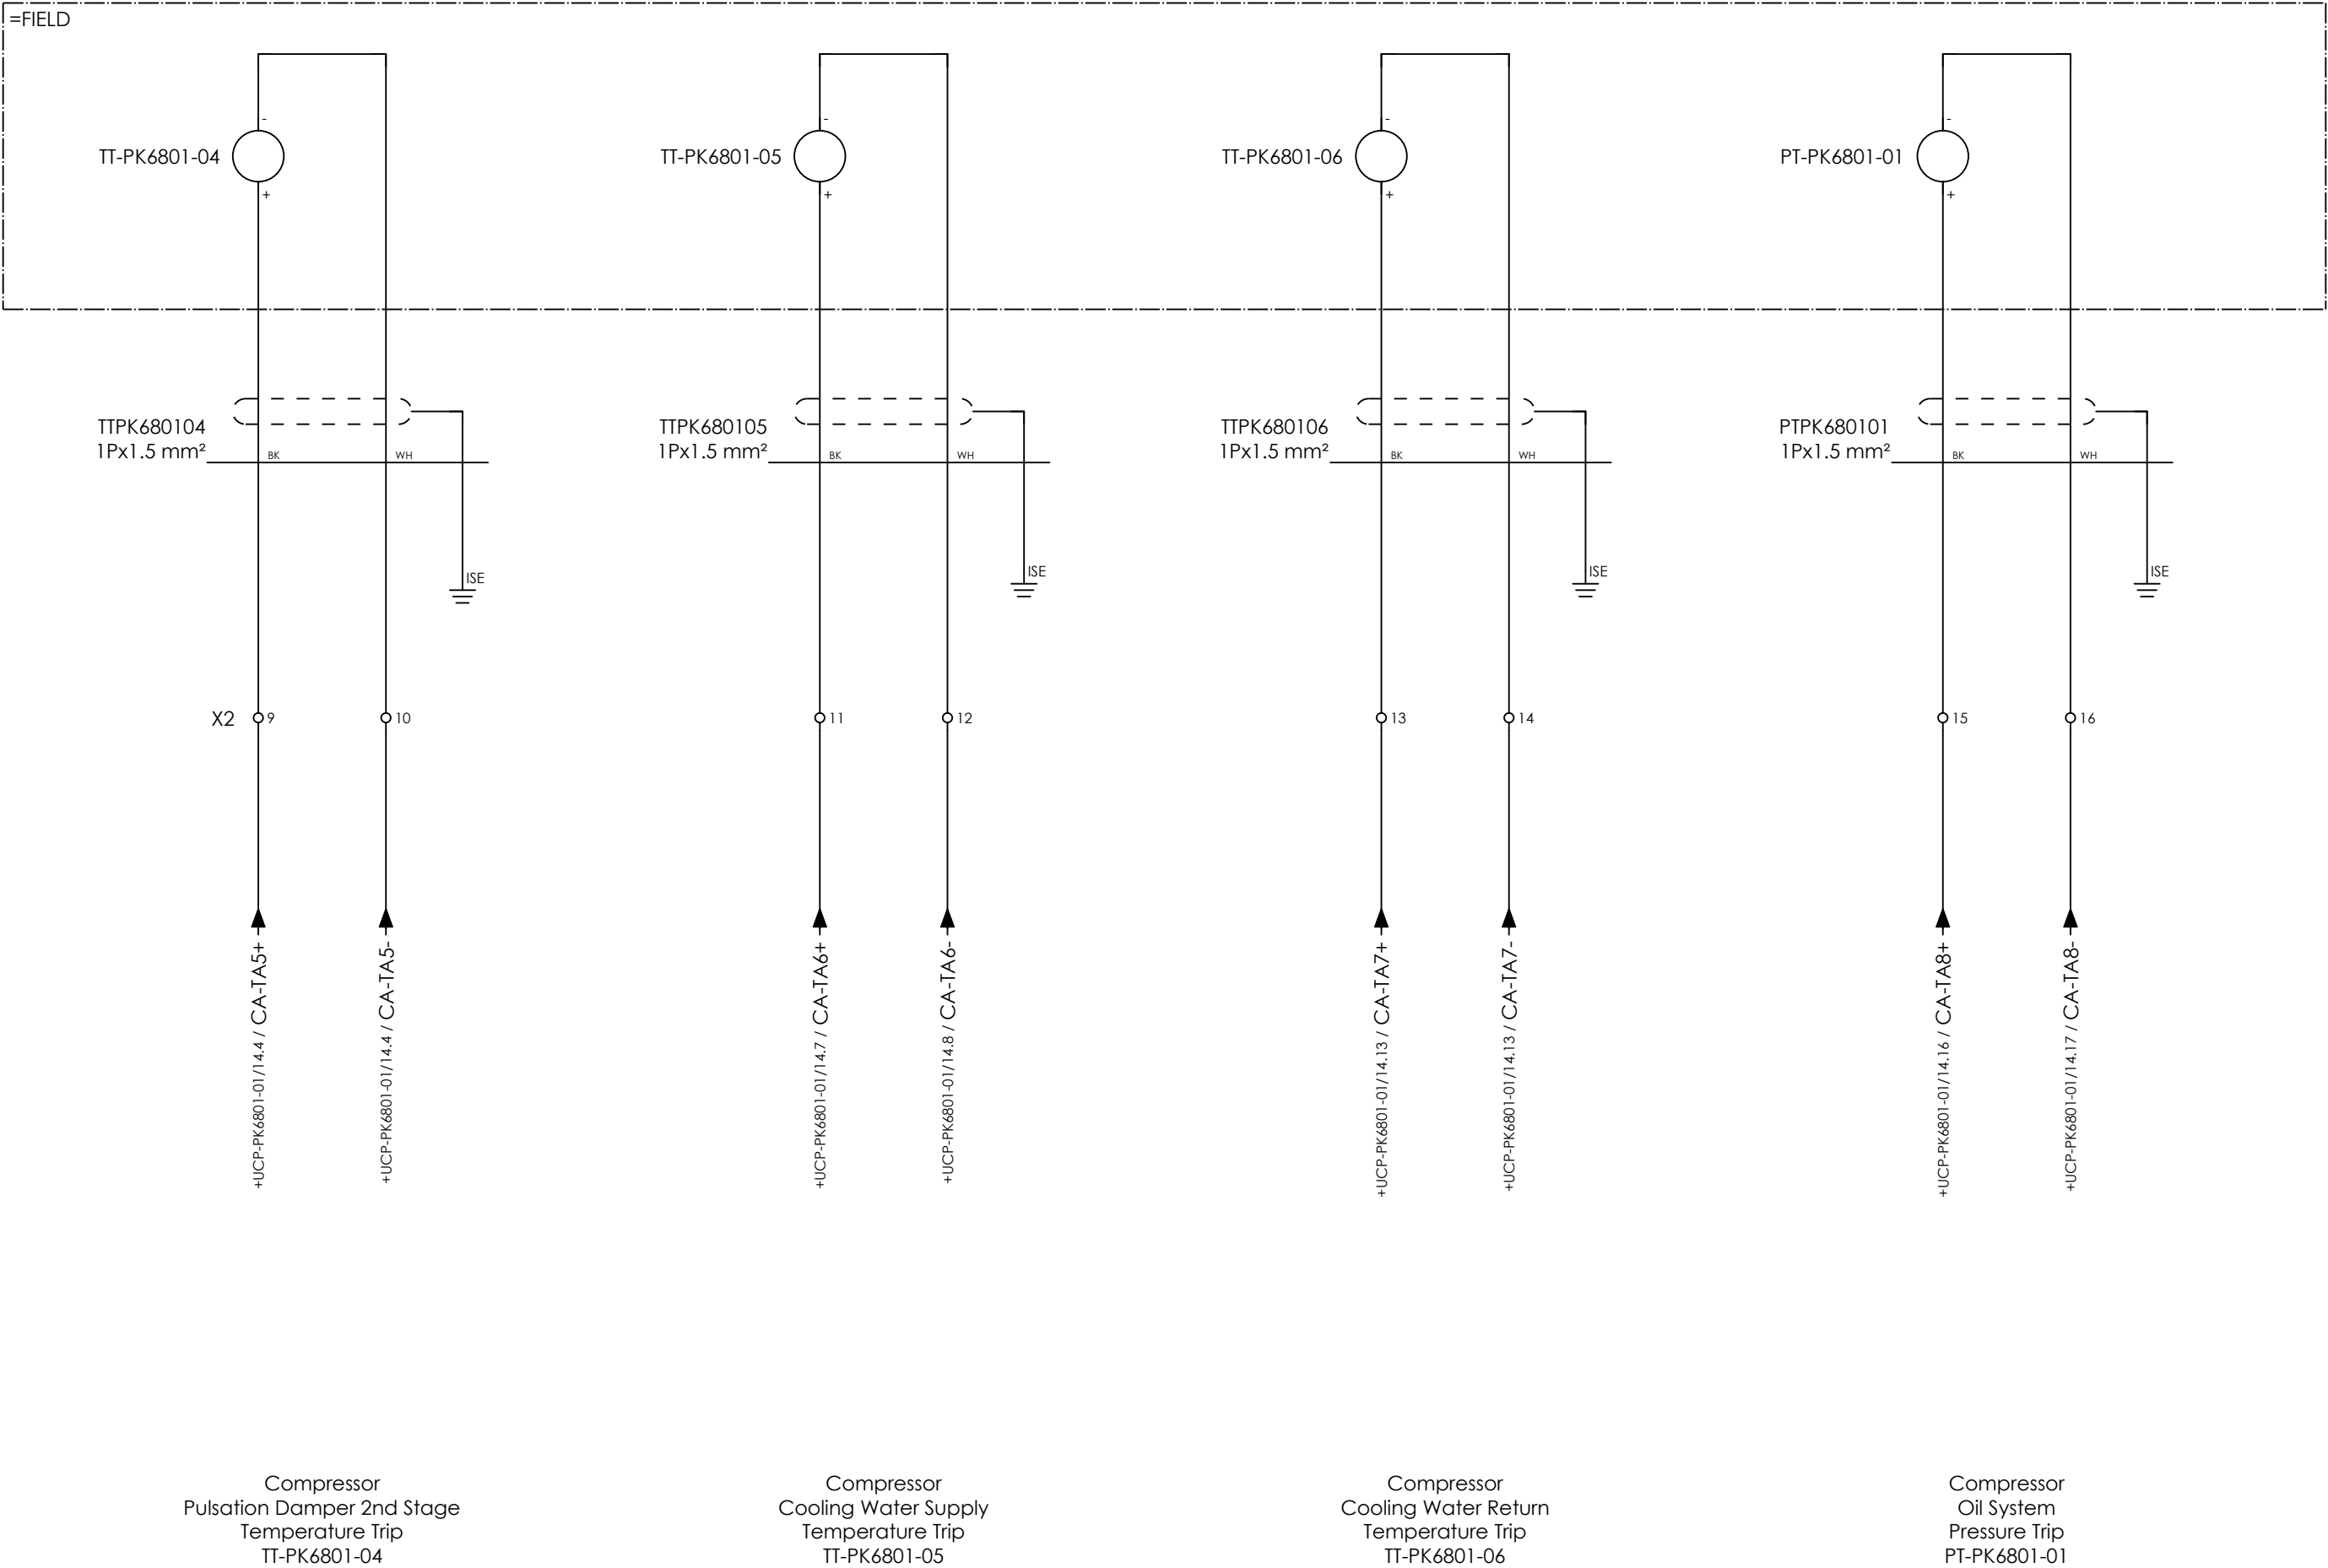 =FIELD
-
-
-
-
TT-PK6801-04
TT-PK6801-05
TT-PK6801-06
PT-PK6801-01
+
+
+
+
TTPK680104
1Px1.5 mm²
BK
WH
TTPK680105
1Px1.5 mm²
BK
WH
TTPK680106
1Px1.5 mm²
BK
WH
PTPK680101
1Px1.5 mm²
BK
WH
ISE
ISE
ISE
ISE
X2
9
10
11
12
13
14
15
16
+UCP-PK6801-01/14.4 / CA-TA5+
+UCP-PK6801-01/14.4 / CA-TA5-
+UCP-PK6801-01/14.7 / CA-TA6+
+UCP-PK6801-01/14.8 / CA-TA6-
+UCP-PK6801-01/14.13 / CA-TA7+
+UCP-PK6801-01/14.13 / CA-TA7-
+UCP-PK6801-01/14.16 / CA-TA8+
+UCP-PK6801-01/14.17 / CA-TA8-
Compressor
Pulsation Damper 2nd Stage
Temperature Trip
TT-PK6801-04
Compressor
Cooling Water Supply
Temperature Trip
TT-PK6801-05
Compressor
Cooling Water Return
Temperature Trip
TT-PK6801-06
Compressor
Oil System
Pressure Trip
PT-PK6801-01